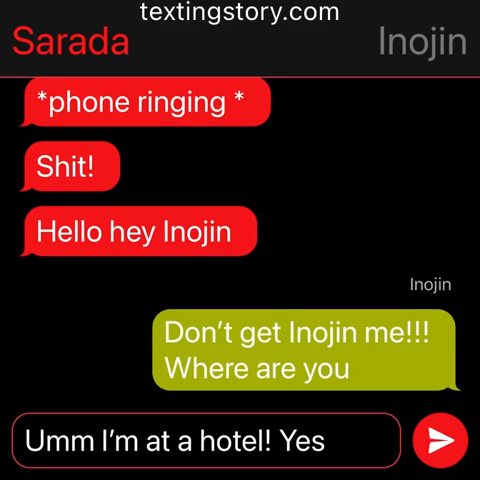 textingstory.com
Sarada
Inojin
*phone ringing *
Shit!
Hello hey Inojin
Inojin
Don't get Inojin me!!!
Where are you
Umm I'm at a hotel! Yes